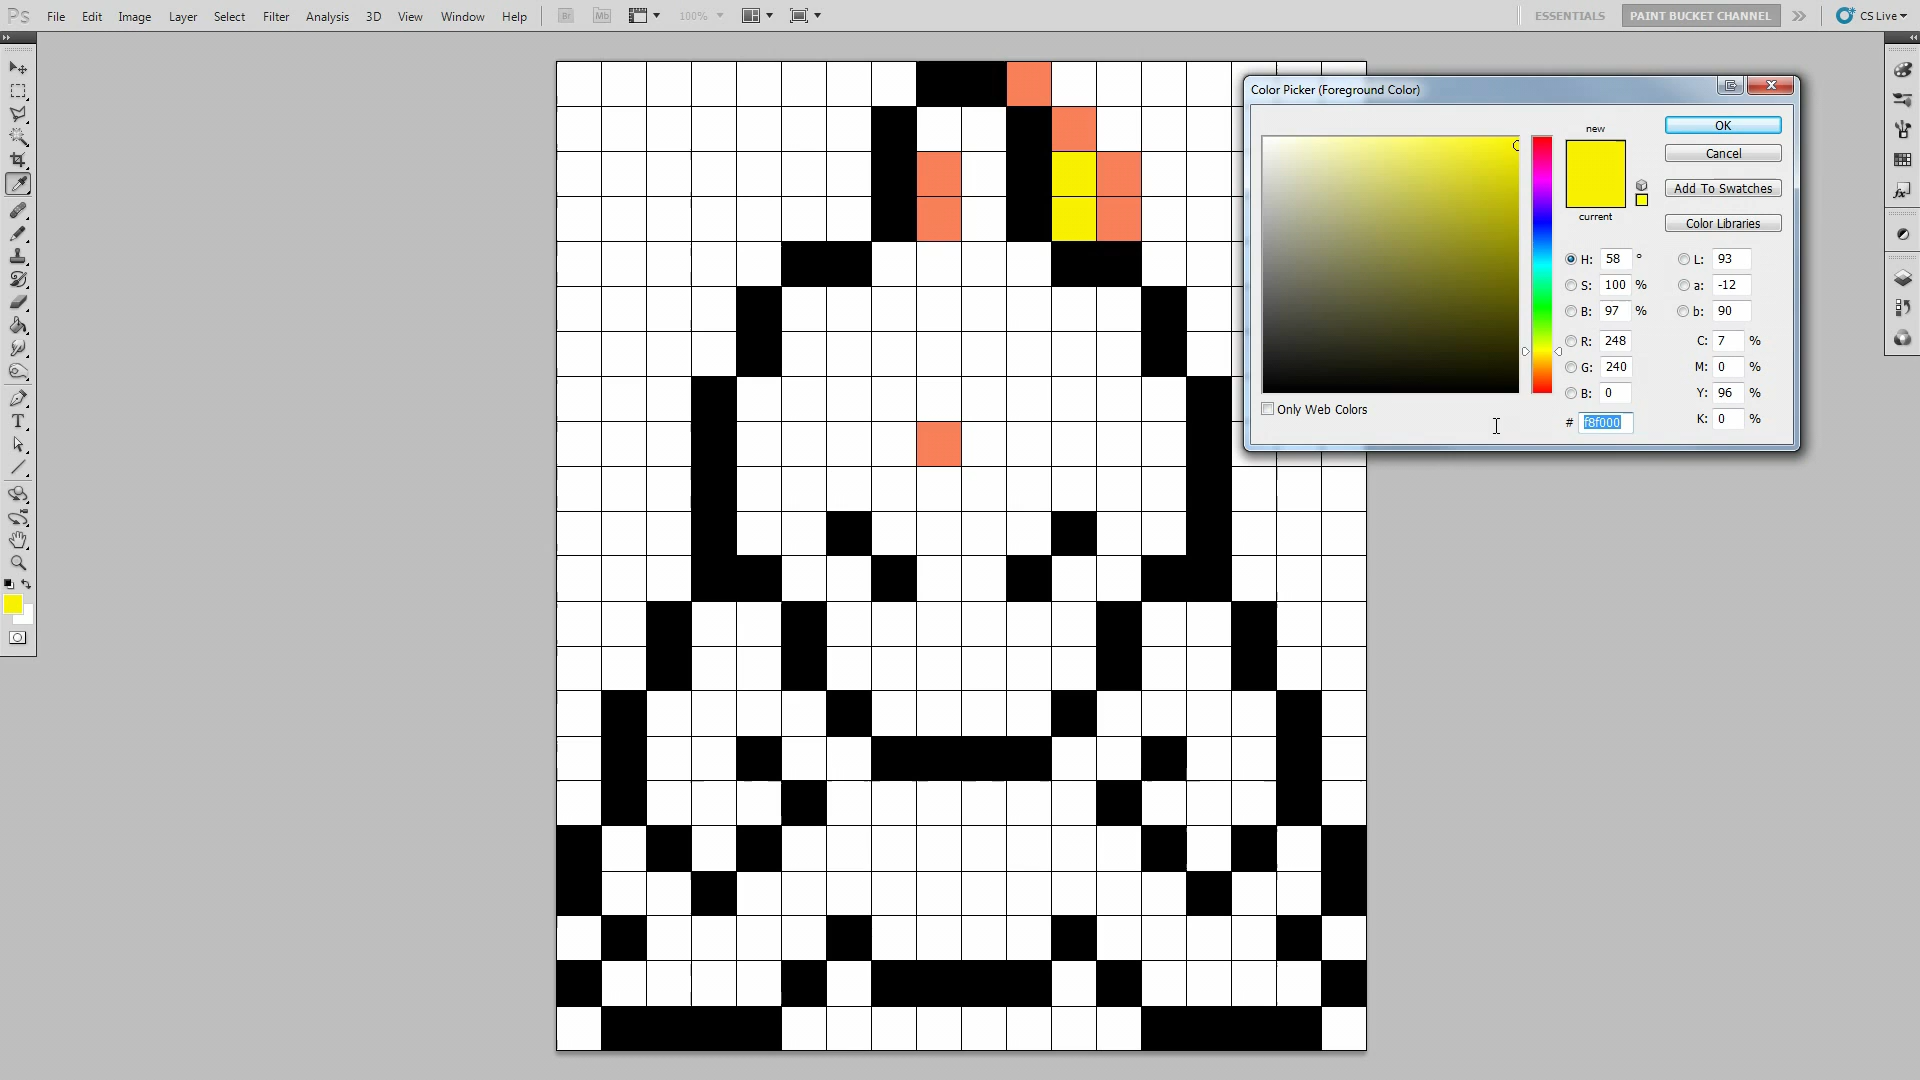 Ps File Edit Image Layer Select Filter Analysis 3D View Window Help Br Mb 100% ESSENTIALS PAINT BUCKET CHANNEL CS Live
Color Picker (Foreground Color)
new
OK
Cancel
Add To Swatches
current
Color Libraries
H: 58 ° L: 93
S: 100 % a: -12
B: 97 % b: 90
R: 248 C: 7 %
G: 240 M: 0 %
B: 0 Y: 96 %
Only Web Colors
# f8f000 K: 0 %
T